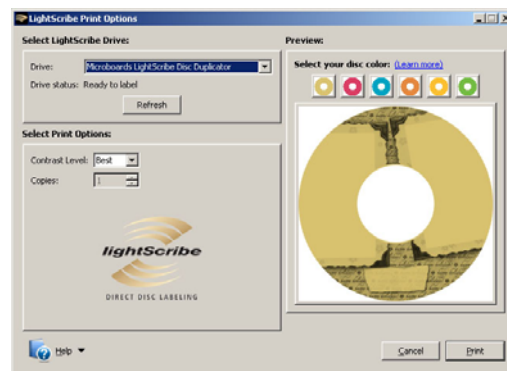 LightScribe Print Options
Select LightScribe Drive:
Drive: Microboards LightScribe Disc Duplicator
Drive status: Ready to label
Refresh
Select Print Options:
Contrast Level: Best
Copies: 1
lightScribe
DIRECT DISC LABELING
Preview:
Select your disc color: (Learn more)
Help
Cancel
Print